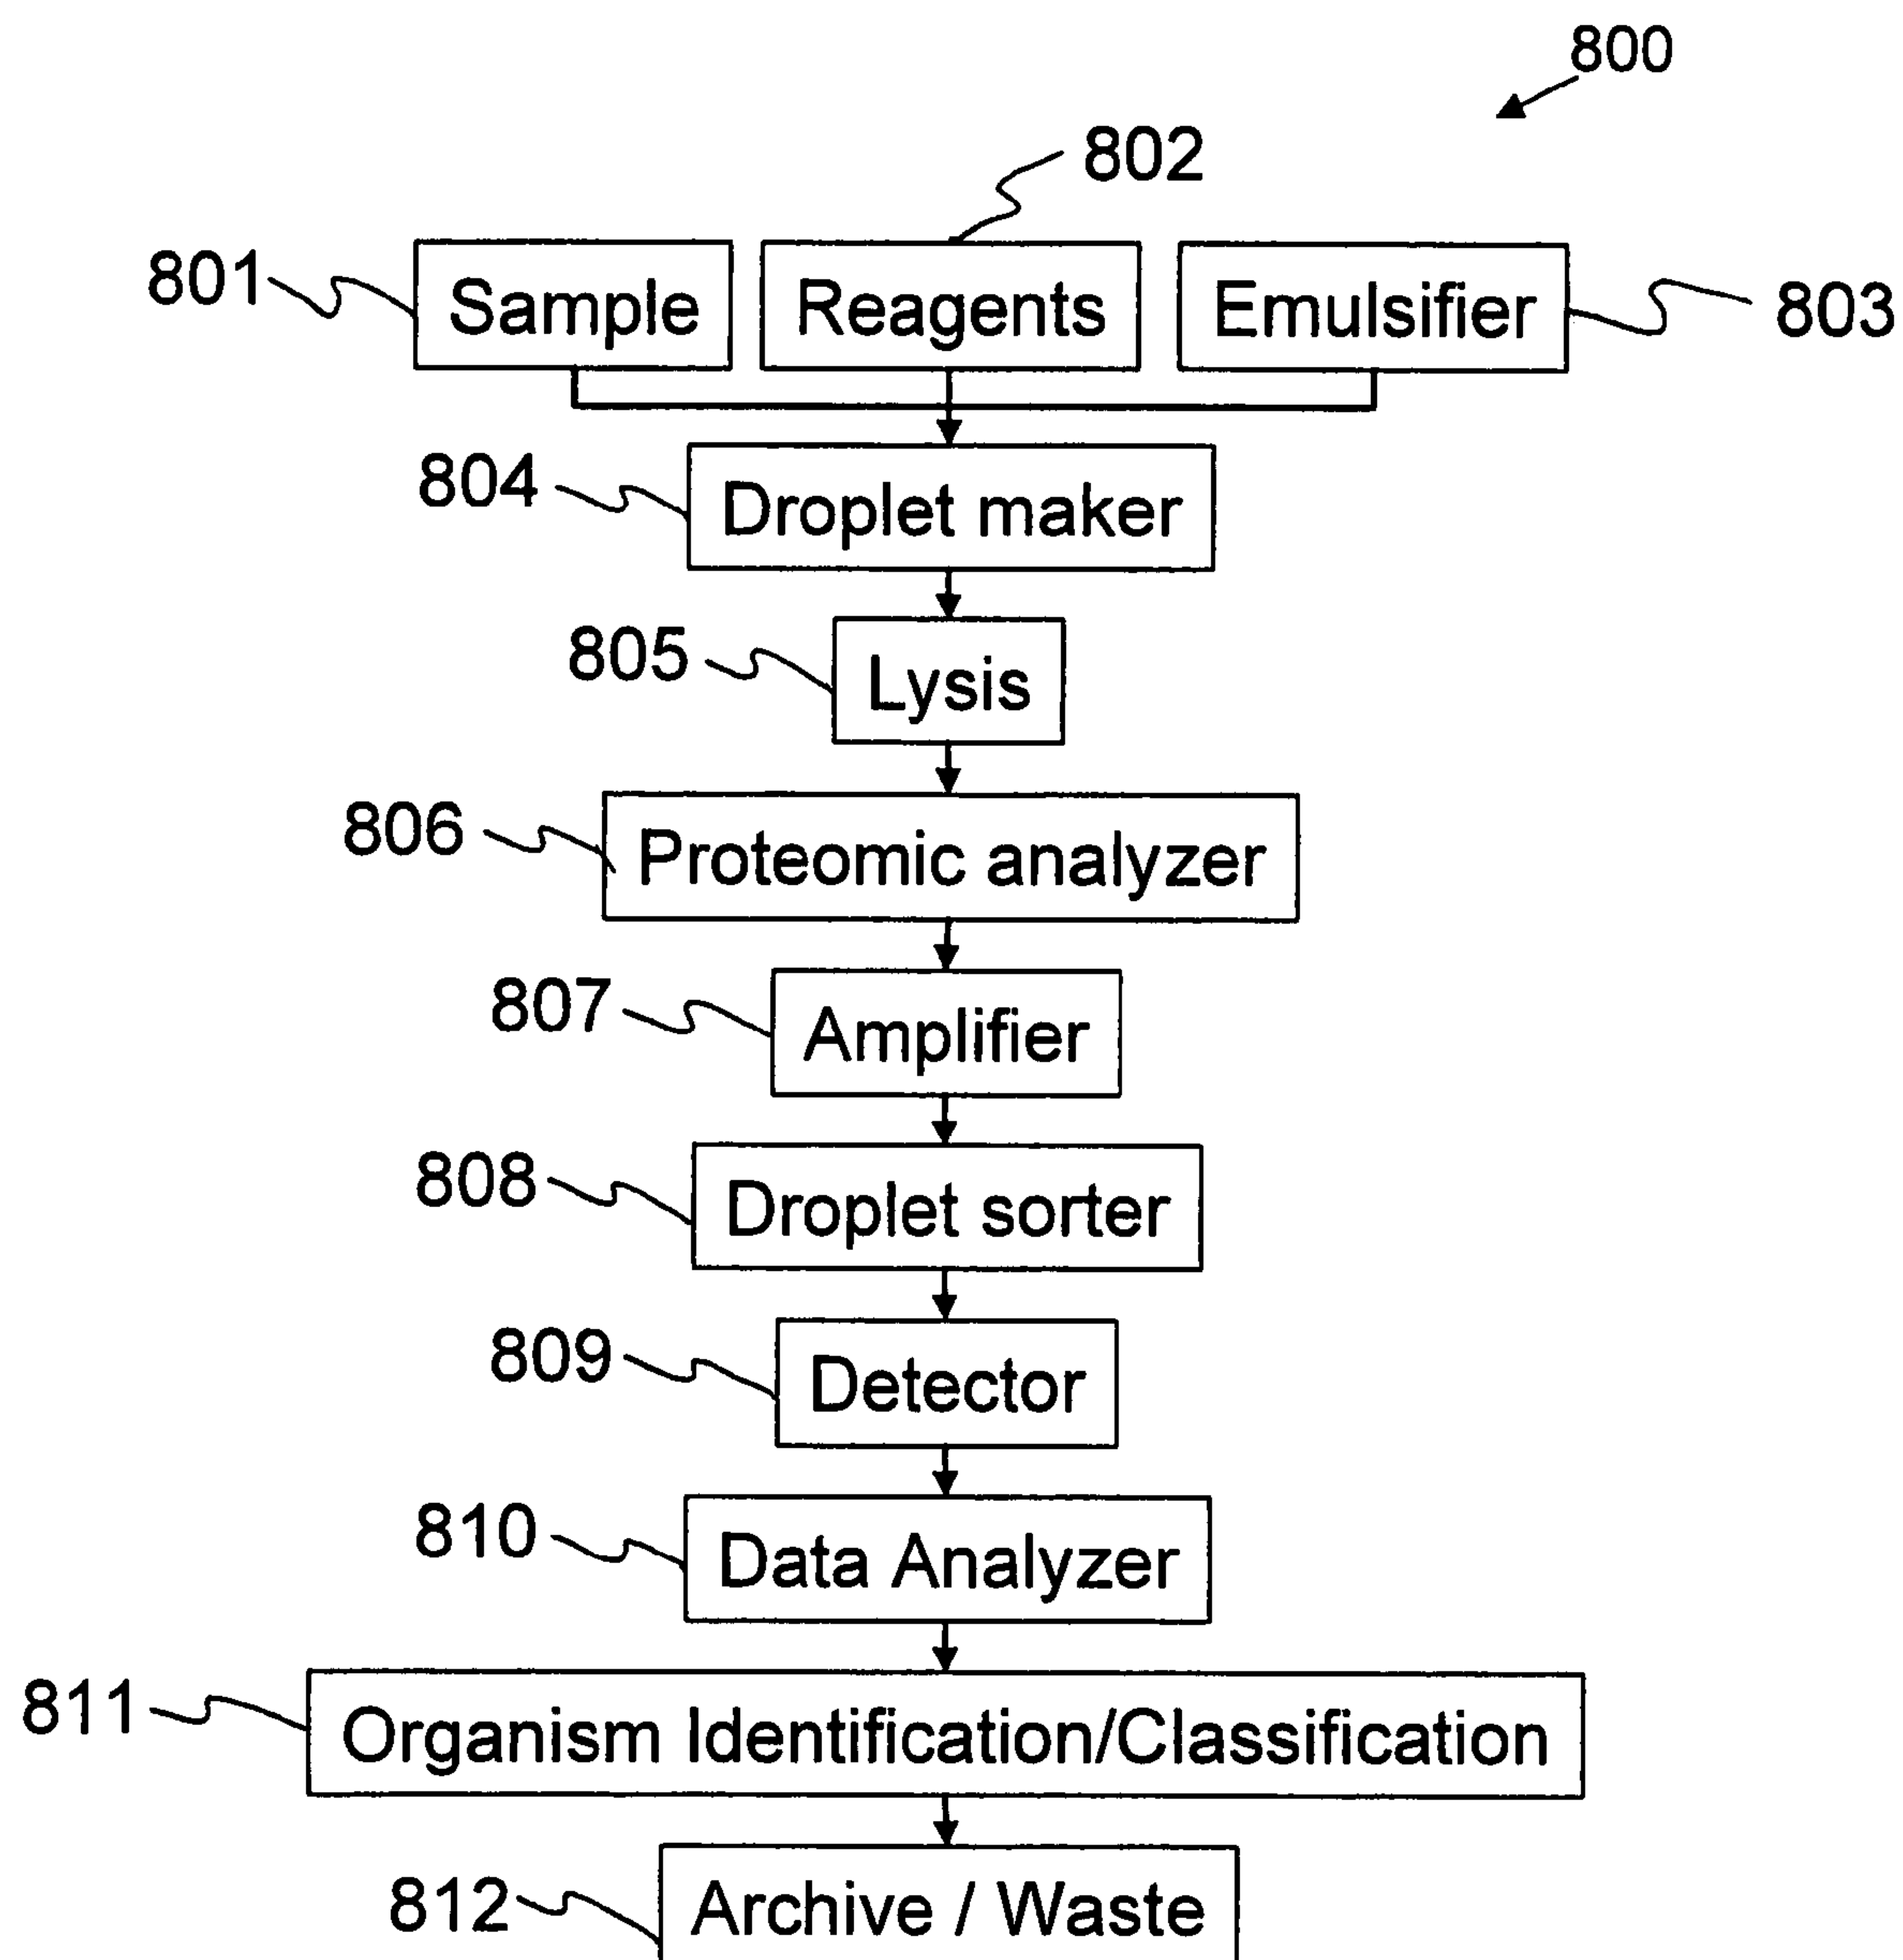 800
802
801 Sample Reagents Emulsifier 803
804 Droplet maker
805 Lysis
806 Proteomic analyzer
807 Amplifier
808 Droplet sorter
809 Detector
810 Data Analyzer
811 Organism Identification/Classification
812 Archive / Waste